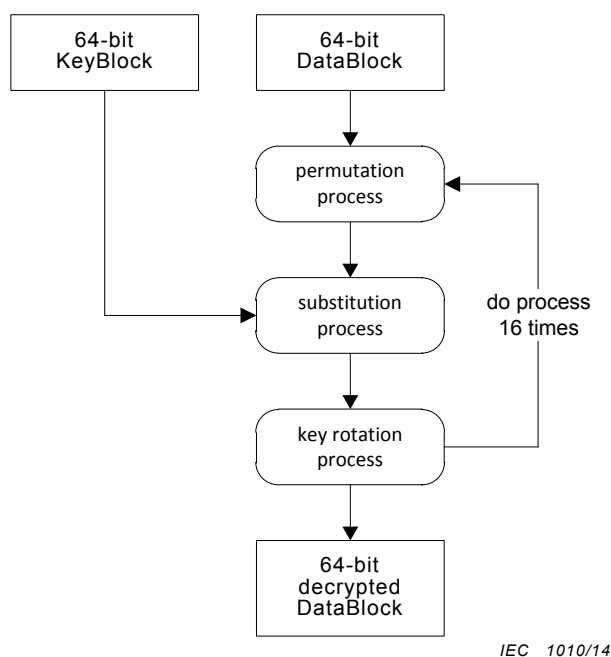 64-bit
KeyBlock
64-bit
DataBlock
permutation
process
substitution
process
do process
16 times
key rotation
process
64-bit
decrypted
DataBlock
IEC 1010/14